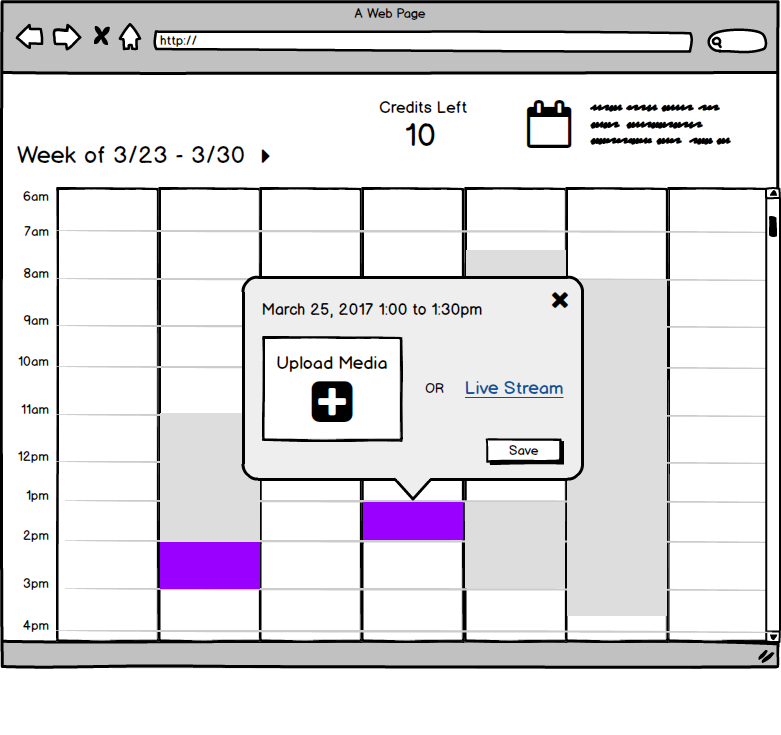 A Web Page
http://
Credits Left
10
Week of 3/23 - 3/30
6am
7am
8am
9am
10am
11am
12pm
1pm
2pm
3pm
4pm
March 25, 2017 1:00 to 1:30pm
Upload Media
OR
Live Stream
Save